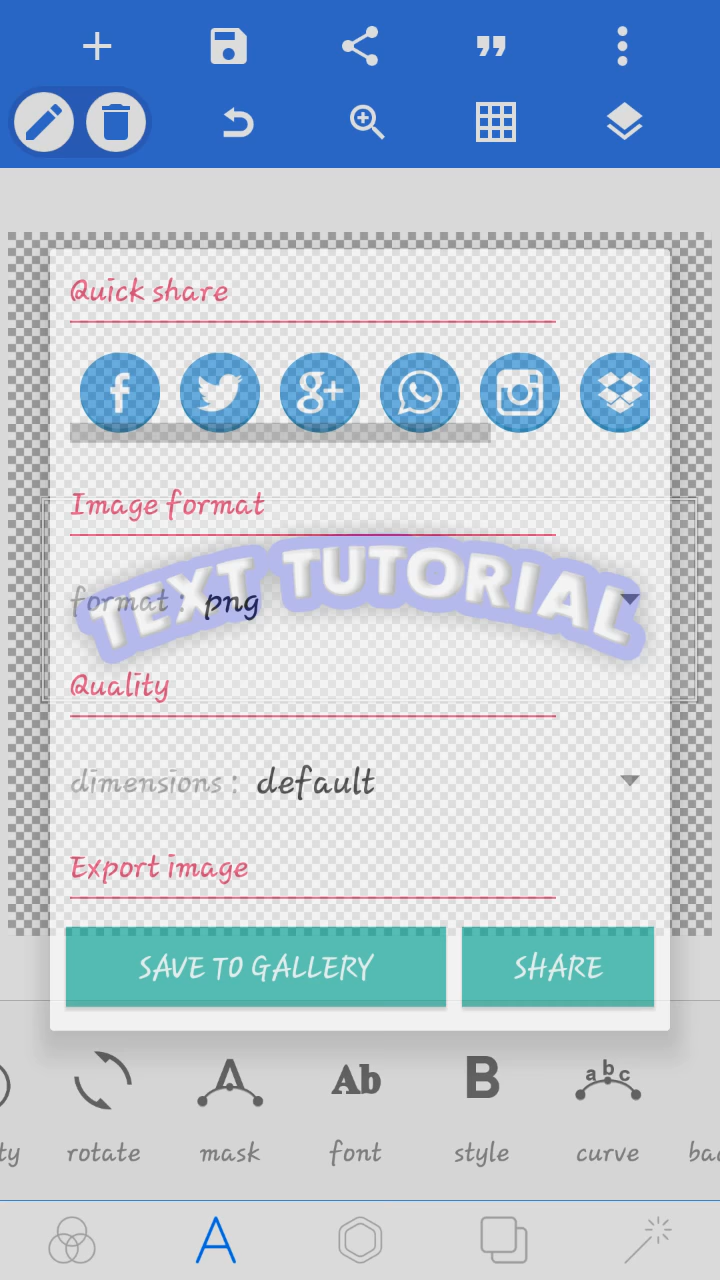 Quick share
Image format
TEXT TUTORIAL
format : png
Quality
dimensions : default
Export image
SAVE TO GALLERY
SHARE
Ab
B
a b c
ty
rotate
mask
font
style
curve
bac